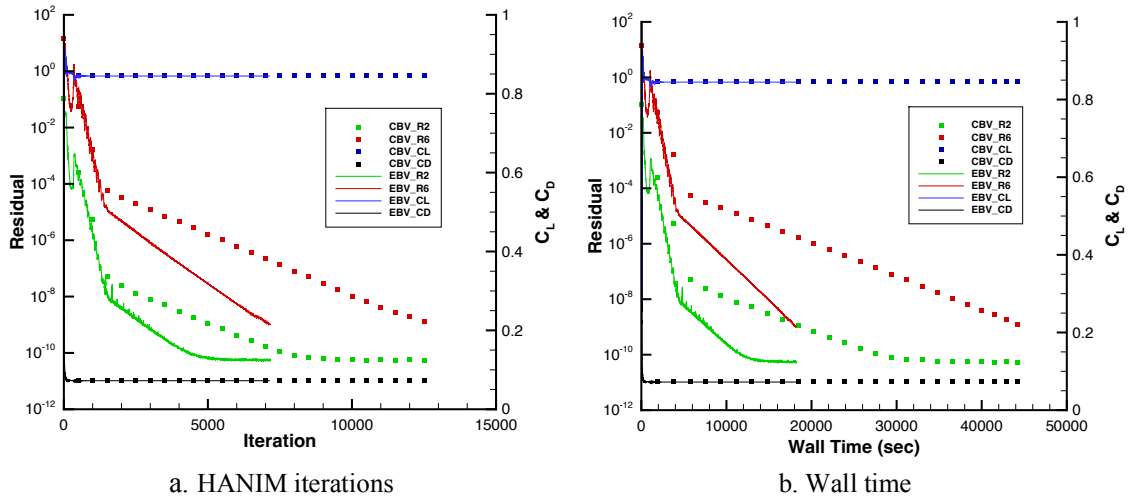 10^2
10^0
10^-2
10^-4
10^-6
10^-8
10^-10
10^-12
Residual
0
5000
10000
15000
Iteration
1
0.8
0.6
0.4
0.2
0
C_L & C_D
CBV_R2
CBV_R6
CBV_CL
CBV_CD
EBV_R2
EBV_R6
EBV_CL
EBV_CD
a. HANIM iterations
10^2
10^0
10^-2
10^-4
10^-6
10^-8
10^-10
10^-12
Residual
0
10000
20000
30000
40000
50000
Wall Time (sec)
1
0.8
0.6
0.4
0.2
0
C_L & C_D
CBV_R2
CBV_R6
CBV_CL
CBV_CD
EBV_R2
EBV_R6
EBV_CL
EBV_CD
b. Wall time